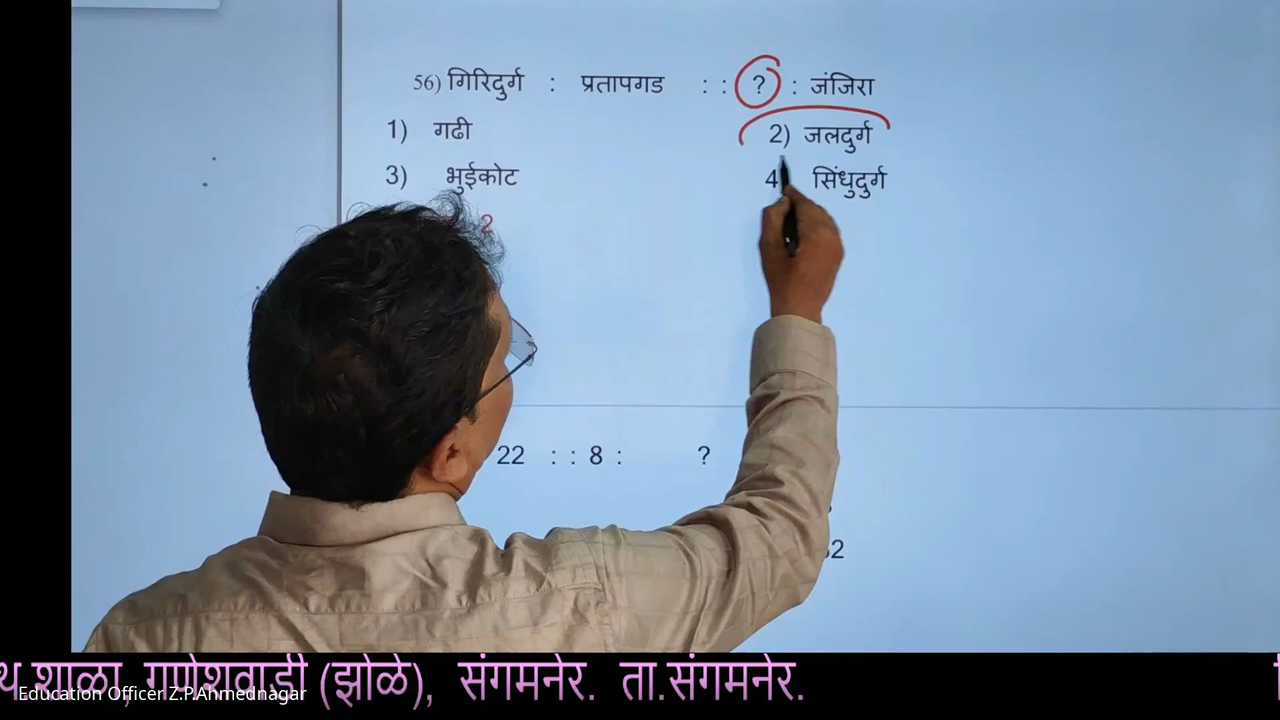 56) गिरिदुर्ग : प्रतापगड : : ? : जंजिरा
1) गढी 2) जलदुर्ग
3) भुईकोट 4) सिंधुदुर्ग
2
22 : : 8 : ?
शाळा, गणेशवाडी (झोळे), संगमनेर. ता.संगमनेर.
Education Officer Z.P.Ahmednagar